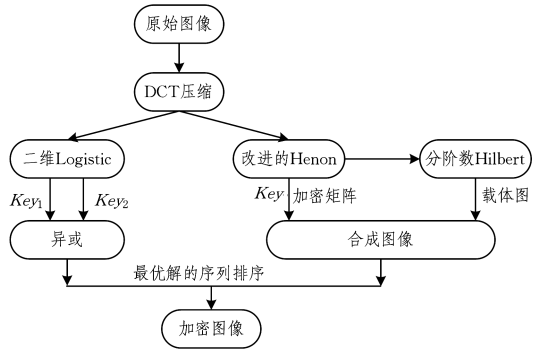 原始图像
DCT压缩
二维Logistic
改进的Henon
分阶数Hilbert
Key1
Key2
Key 加密矩阵
载体图
异或
合成图像
最优解的序列排序
加密图像